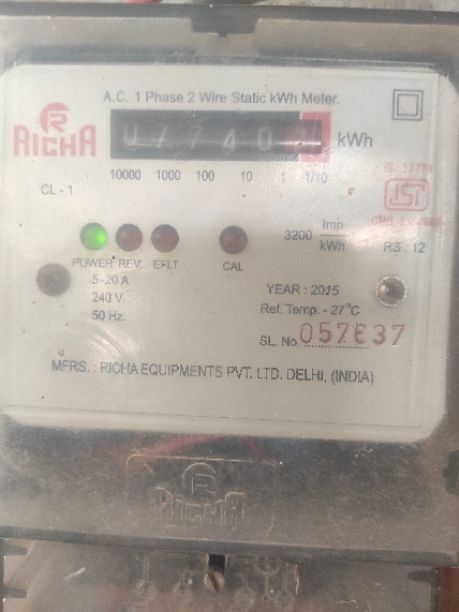 A.C. 1 Phase 2 Wire Static kWh Meter.
RICHA
07740
kWh
10000 1000 100 10 1 1/10
CL - 1
3200 Imp
kWh
RS : 12
POWER REV. EFLT CAL
5-20 A
240 V.
50 Hz.
YEAR : 2015
Ref. Temp. - 27°C
SL. No.
MFRS. : RICHA EQUIPMENTS PVT. LTD. DELHI, (INDIA)
RICHA